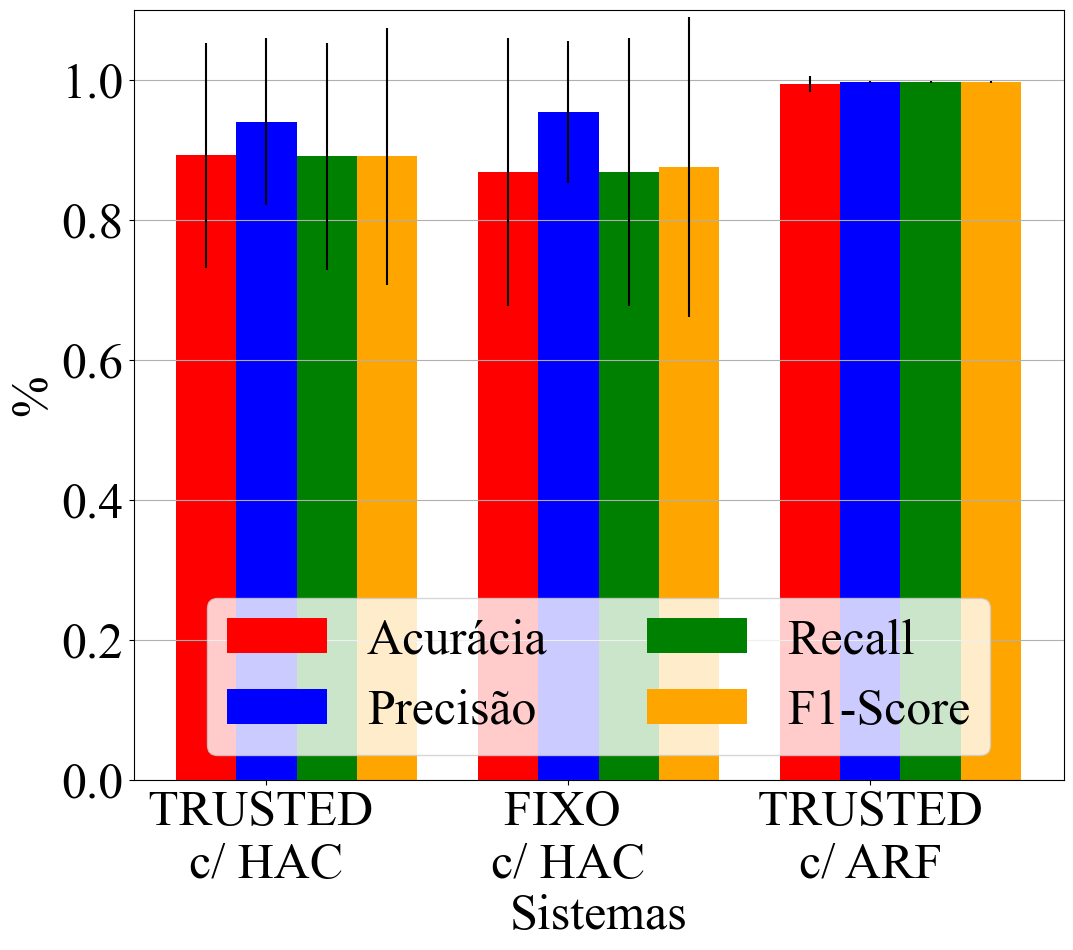 1.0
0.8
0.6
0.4
0.2
0.0
%
Acurácia
Precisão
Recall
F1-Score
TRUSTED
c/ HAC
FIXO
c/ HAC
TRUSTED
c/ ARF
Sistemas